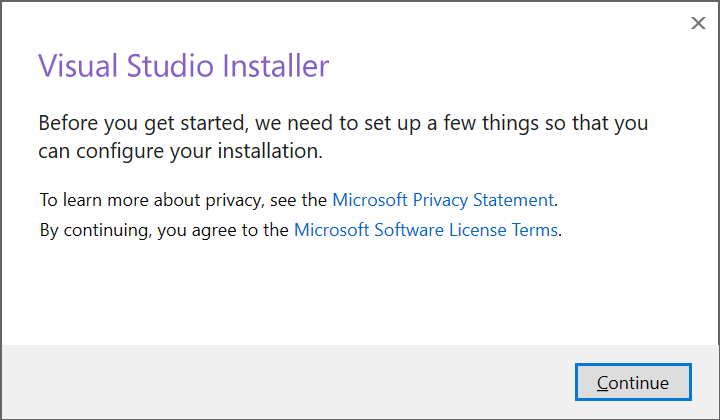 Visual Studio Installer
Before you get started, we need to set up a few things so that you
can configure your installation.
To learn more about privacy, see the Microsoft Privacy Statement.
By continuing, you agree to the Microsoft Software License Terms.
Continue